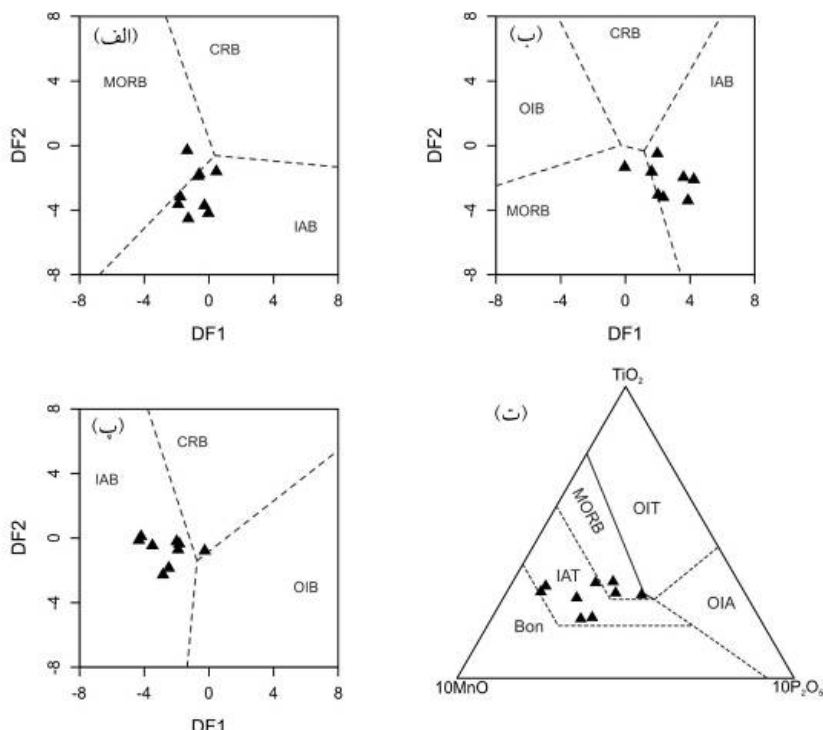 (الف)
CRB
MORB
IAB
DF2
8
4
0
-4
-8
-8 -4 0 4 8
DF1
(ب)
CRB
IAB
OIB
MORB
DF2
8
4
0
-4
-8
-8 -4 0 4 8
DF1
(پ)
CRB
IAB
OIB
DF2
8
4
0
-4
-8
-8 -4 0 4 8
DF1
(ت)
TiO₂
MORB
OIT
IAT
OIA
Bon
10MnO
10P₂O₅